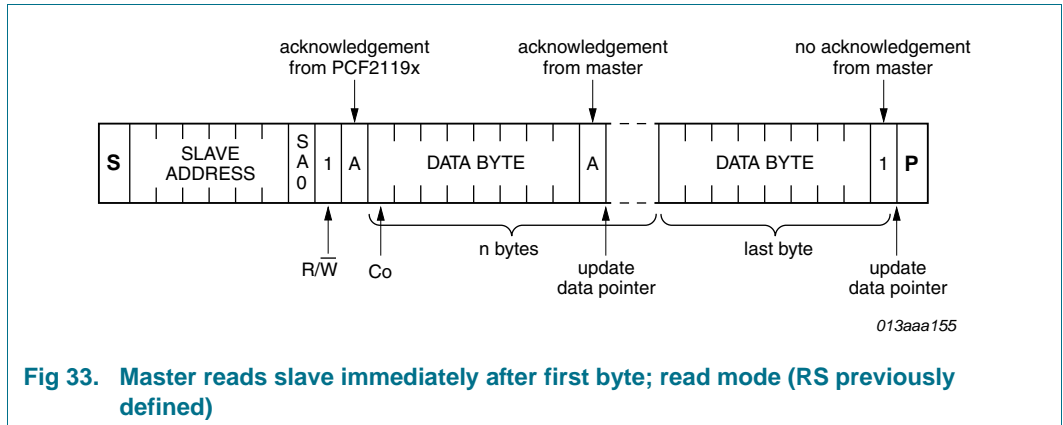 acknowledgement
from PCF2119x
acknowledgement
from master
no acknowledgement
from master
S
SLAVE
ADDRESS
S
A
0
1
A
DATA BYTE
A
DATA BYTE
1
P
R/W̅
Co
n bytes
update
data pointer
last byte
update
data pointer
013aaa155
Fig 33. Master reads slave immediately after first byte; read mode (RS previously
defined)